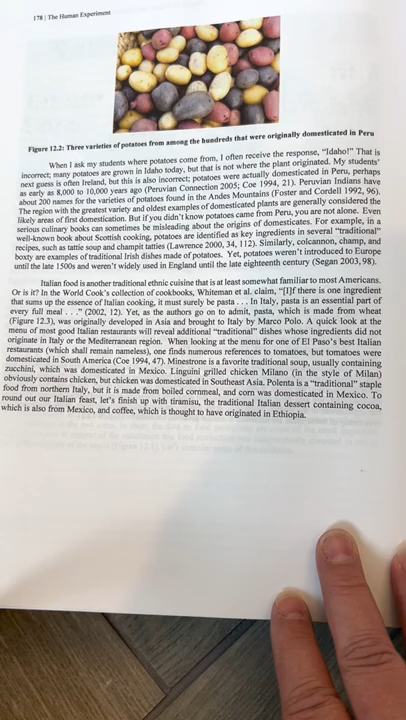 178 | The Human Experiment
Figure 12.2: Three varieties of potatoes from among the hundreds that were originally domesticated in Peru
When I ask my students where potatoes come from, I often receive the response, "Idaho!" That is
incorrect; many potatoes are grown in Idaho today, but that is not where the plant originated. My students'
next guess is often Ireland, but this is also incorrect; potatoes were actually domesticated in Peru, perhaps
as early as 8,000 to 10,000 years ago (Peruvian Connection 2005; Coe 1994, 21). Peruvian Indians have
about 200 names for the varieties of potatoes found in the Andes Mountains (Foster and Cordell 1992, 96).
The region with the greatest variety and oldest examples of domesticated plants are generally considered the
likely areas of first domestication. But if you didn't know potatoes came from Peru, you are not alone. Even
serious culinary books can sometimes be misleading about the origins of domesticates. For example, in a
well-known book about Scottish cooking, potatoes are identified as key ingredients in several "traditional"
recipes, such as tattie soup and champit tatties (Lawrence 2000, 34, 112). Similarly, colcannon, champ, and
boxty are examples of traditional Irish dishes made of potatoes. Yet, potatoes weren't introduced to Europe
until the late 1500s and weren't widely used in England until the late eighteenth century (Segan 2003, 98).
Italian food is another traditional ethnic cuisine that is at least somewhat familiar to most Americans.
Or is it? In the World Cook's collection of cookbooks, Whiteman et al. claim, "[I]f there is one ingredient
that sums up the essence of Italian cooking, it must surely be pasta . . . In Italy, pasta is an essential part of
every full meal . . ." (2002, 12). Yet, as the authors go on to admit, pasta, which is made from wheat
(Figure 12.3), was originally developed in Asia and brought to Italy by Marco Polo. A quick look at the
menu of most good Italian restaurants will reveal additional "traditional" dishes whose ingredients did not
originate in Italy or the Mediterranean region. When looking at the menu for one of El Paso's best Italian
restaurants (which shall remain nameless), one finds numerous references to tomatoes, but tomatoes were
domesticated in South America (Coe 1994, 47). Minestrone is a favorite traditional soup, usually containing
zucchini, which was domesticated in Mexico. Linguini grilled chicken Milano (in the style of Milan)
obviously contains chicken, but chicken was domesticated in Southeast Asia. Polenta is a "traditional" staple
food from northern Italy, but it is made from boiled cornmeal, and corn was domesticated in Mexico. To
round out our Italian feast, let's finish up with tiramisu, the traditional Italian dessert containing cocoa,
which is also from Mexico, and coffee, which is thought to have originated in Ethiopia.